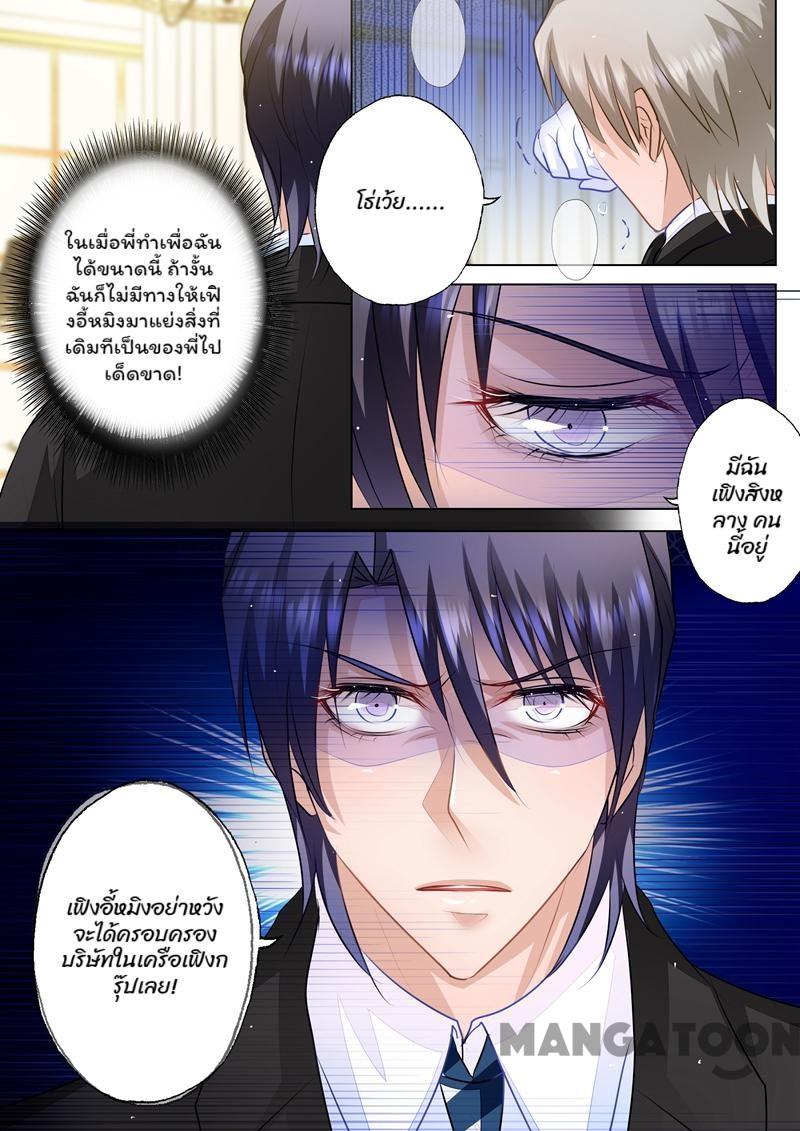 โธ่เว้ย......
ในเมื่อพี่ทำเพื่อฉัน
ได้ขนาดนี้ ถ้างั้น
ฉันก็ไม่มีทางให้เฟิ
งอี้หมิงมาแย่งสิ่งที่
เดิมทีเป็นของพี่ไป
เด็ดขาด!
มีฉัน
เฟิงสิงห
ลาง คน
นี้อยู่
เฟิงอี้หมิงอย่าหวัง
จะได้ครอบครอง
บริษัทในเครือเฟิงก
รุ๊ปเลย!
MANGATOON